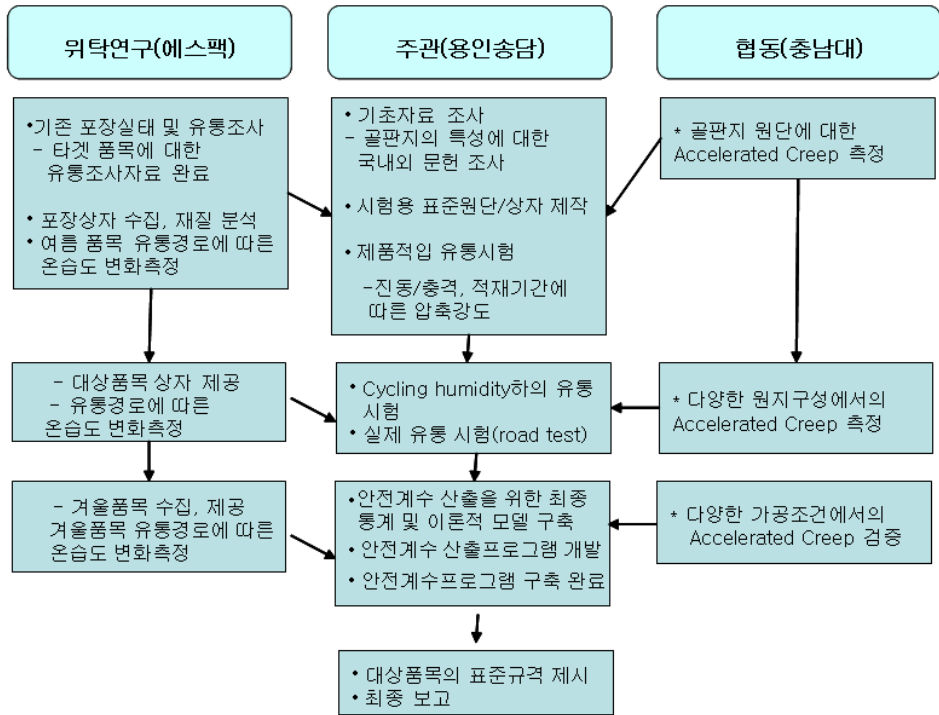 위탁연구(에스팩)
주관(용인송담)
협동(충남대)
•기존 포장실태 및 유통조사
– 타겟 품목에 대한
유통조사자료 완료
• 포장상자 수집, 재질 분석
• 여름 품목 유통경로에 따른
온습도 변화측정
• 기초자료 조사
– 골판지의 특성에 대한
국내외 문헌 조사
• 시험용 표준원단/상자 제작
• 제품적입 유통시험
–진동/충격, 적재기간에
따른 압축강도
* 골판지 원단에 대한
Accelerated Creep 측정
– 대상품목 상자 제공
– 유통경로에 따른
온습도 변화측정
• Cycling humidity하의 유통
시험
• 실제 유통 시험(road test)
* 다양한 원지구성에서의
Accelerated Creep 측정
– 겨울품목 수집, 제공
겨울품목 유통경로에 따른
온습도 변화측정
• 안전계수 산출을 위한 최종
통계 및 이론적 모델 구축
• 안전계수 산출프로그램 개발
• 안전계수프로그램 구축 완료
* 다양한 가공조건에서의
Accelerated Creep 검증
• 대상품목의 표준규격 제시
• 최종 보고